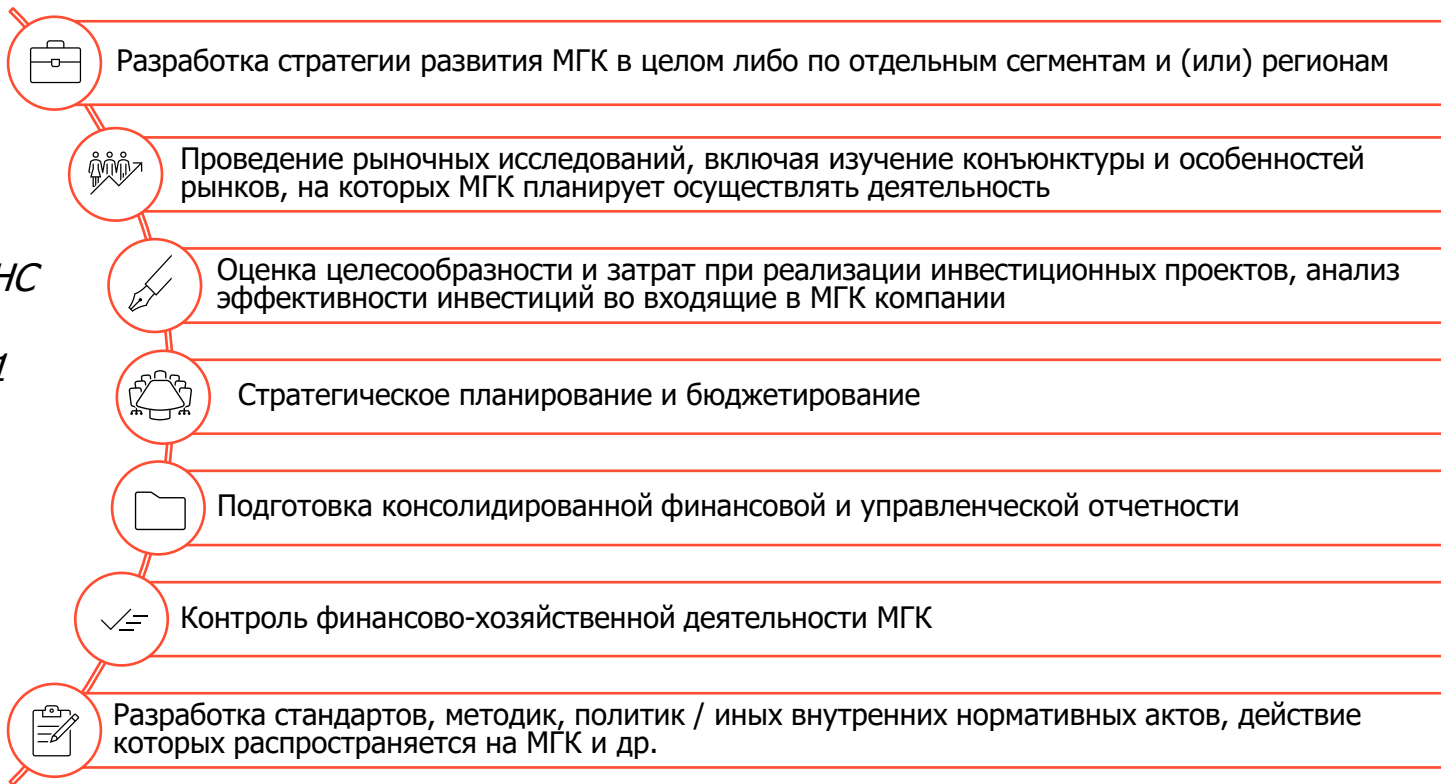 Разработка стратегии развития МГК в целом либо по отдельным сегментам и (или) регионам
Проведение рыночных исследований, включая изучение конъюнктуры и особенностей
рынков, на которых МГК планирует осуществлять деятельность
НС
Оценка целесообразности и затрат при реализации инвестиционных проектов, анализ
эффективности инвестиций во входящие в МГК компании
1
Стратегическое планирование и бюджетирование
Подготовка консолидированной финансовой и управленческой отчетности
Контроль финансово-хозяйственной деятельности МГК
Разработка стандартов, методик, политик / иных внутренних нормативных актов, действие
которых распространяется на МГК и др.